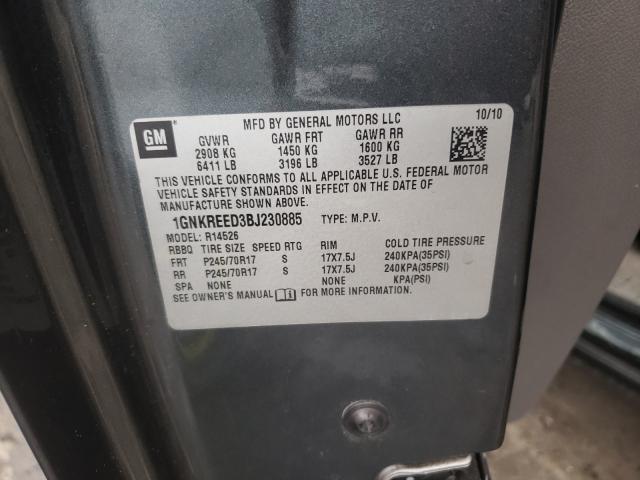 GM
MFD BY GENERAL MOTORS LLC 10/10
GVWR GAWR FRT GAWR RR
2908 KG 1450 KG 1600 KG
6411 LB 3196 LB 3527 LB
THIS VEHICLE CONFORMS TO ALL APPLICABLE U.S. FEDERAL MOTOR
VEHICLE SAFETY STANDARDS IN EFFECT ON THE DATE OF
MANUFACTURE SHOWN ABOVE.
1GNKREED3BJ230885 TYPE: M.P.V.
MODEL: R14526
RBBQ TIRE SIZE SPEED RTG RIM COLD TIRE PRESSURE
FRT P245/70R17 S 17X7.5J 240KPA(35PSI)
RR P245/70R17 S 17X7.5J 240KPA(35PSI)
SPA NONE NONE KPA(PSI)
SEE OWNER'S MANUAL FOR MORE INFORMATION.